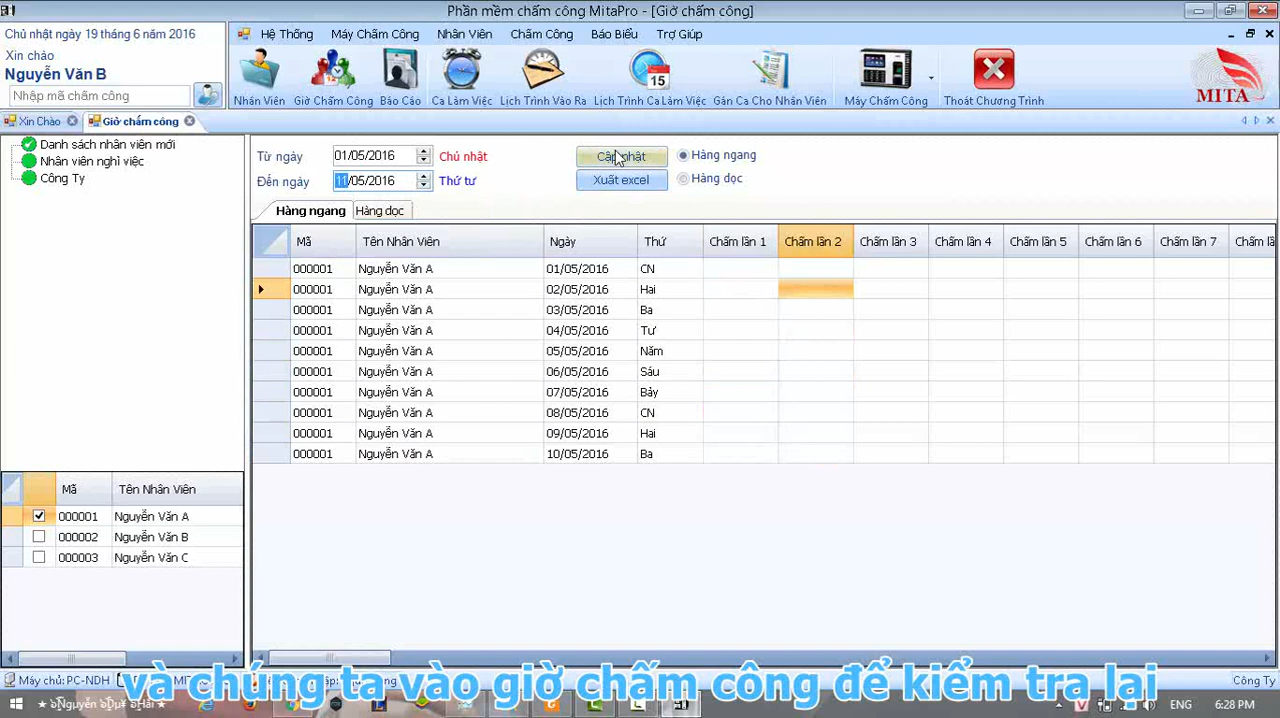 Phần mềm chấm công MitaPro - [Giờ chấm công]
Chủ nhật ngày 19 tháng 6 năm 2016
Xin chào
Nguyễn Văn B
Nhập mã chấm công
Hệ Thống Máy Chấm Công Nhân Viên Chấm Công Báo Biểu Trợ Giúp
Nhân Viên Giờ Chấm Công Báo Cáo Ca Làm Việc Lịch Trình Vào Ra Lịch Trình Ca Làm Việc Gán Ca Cho Nhân Viên Máy Chấm Công Thoát Chương Trình
15
MITA
Xin Chào Giờ chấm công
Danh sách nhân viên mới
Nhân viên nghỉ việc
Công Ty
Từ ngày 01/05/2016 Chủ nhật Cập nhật Hàng ngang
Đến ngày 11/05/2016 Thứ tư Xuất excel Hàng dọc
Hàng ngang Hàng dọc
Mã Tên Nhân Viên Ngày Thứ Chấm lần 1 Chấm lần 2 Chấm lần 3 Chấm lần 4 Chấm lần 5 Chấm lần 6 Chấm lần 7 Chấm lầ
000001 Nguyễn Văn A 01/05/2016 CN
000001 Nguyễn Văn A 02/05/2016 Hai
000001 Nguyễn Văn A 03/05/2016 Ba
000001 Nguyễn Văn A 04/05/2016 Tư
000001 Nguyễn Văn A 05/05/2016 Năm
000001 Nguyễn Văn A 06/05/2016 Sáu
000001 Nguyễn Văn A 07/05/2016 Bảy
000001 Nguyễn Văn A 08/05/2016 CN
000001 Nguyễn Văn A 09/05/2016 Hai
000001 Nguyễn Văn A 10/05/2016 Ba
Mã Tên Nhân Viên
000001 Nguyễn Văn A
000002 Nguyễn Văn B
000003 Nguyễn Văn C
Máy chủ: PC-NDH
Công Ty
và chúng ta vào giờ chấm công để kiểm tra lại
ENG 6:28 PM